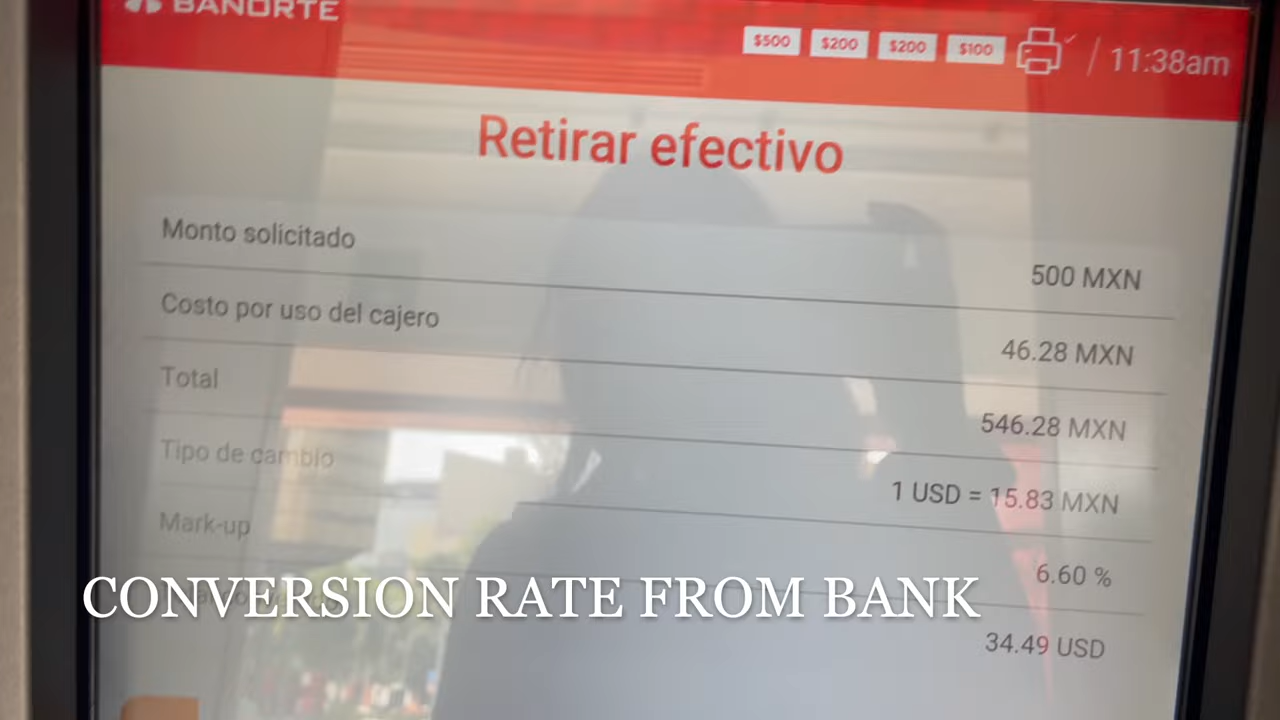 BANORTE
$500 $200 $200 $100 11:38am
Retirar efectivo
Monto solicitado
500 MXN
Costo por uso del cajero
46.28 MXN
Total
546.28 MXN
Tipo de cambio
1 USD = 15.83 MXN
Mark-up
6.60 %
CONVERSION RATE FROM BANK
34.49 USD